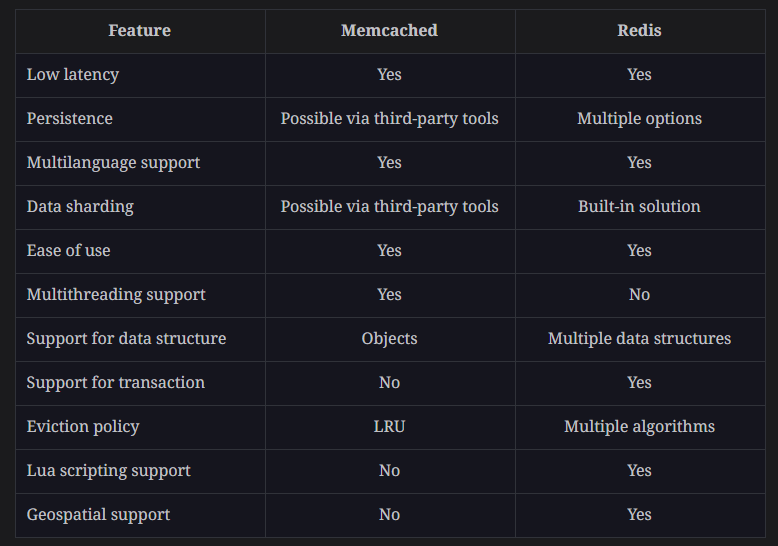 Feature Memcached Redis
Low latency Yes Yes
Persistence Possible via third-party tools Multiple options
Multilanguage support Yes Yes
Data sharding Possible via third-party tools Built-in solution
Ease of use Yes Yes
Multithreading support Yes No
Support for data structure Objects Multiple data structures
Support for transaction No Yes
Eviction policy LRU Multiple algorithms
Lua scripting support No Yes
Geospatial support No Yes